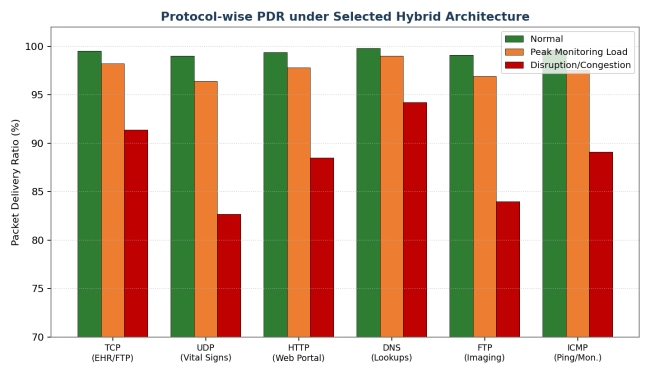 Protocol-wise PDR under Selected Hybrid Architecture
Normal
Peak Monitoring Load
Disruption/Congestion
Packet Delivery Ratio (%)
100
95
90
85
80
75
70
TCP
(EHR/FTP)
UDP
(Vital Signs)
HTTP
(Web Portal)
DNS
(Lookups)
FTP
(Imaging)
ICMP
(Ping/Mon.)